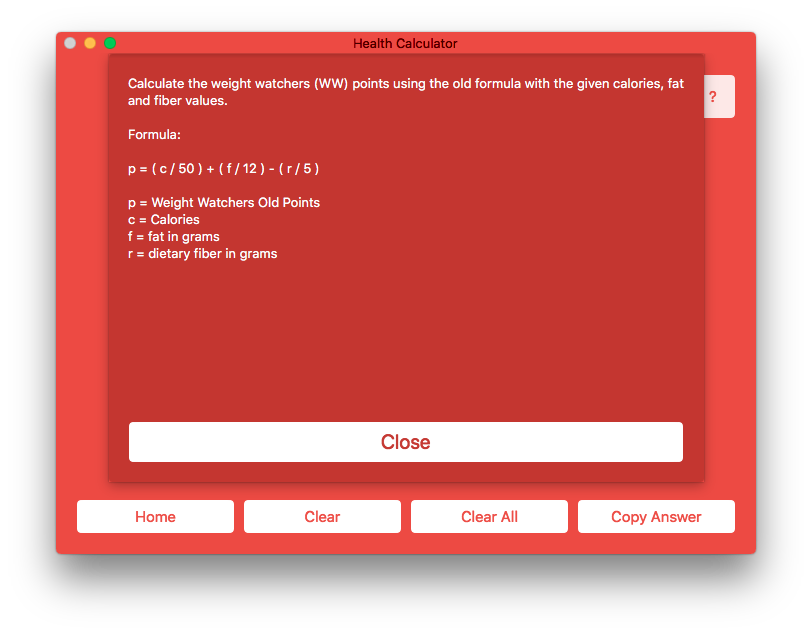 Health Calculator
Calculate the weight watchers (WW) points using the old formula with the given calories, fat
and fiber values.
?
Formula:
p = ( c / 50 ) + ( f / 12 ) - ( r / 5 )
p = Weight Watchers Old Points
c = Calories
f = fat in grams
r = dietary fiber in grams
Close
Home
Clear
Clear All
Copy Answer